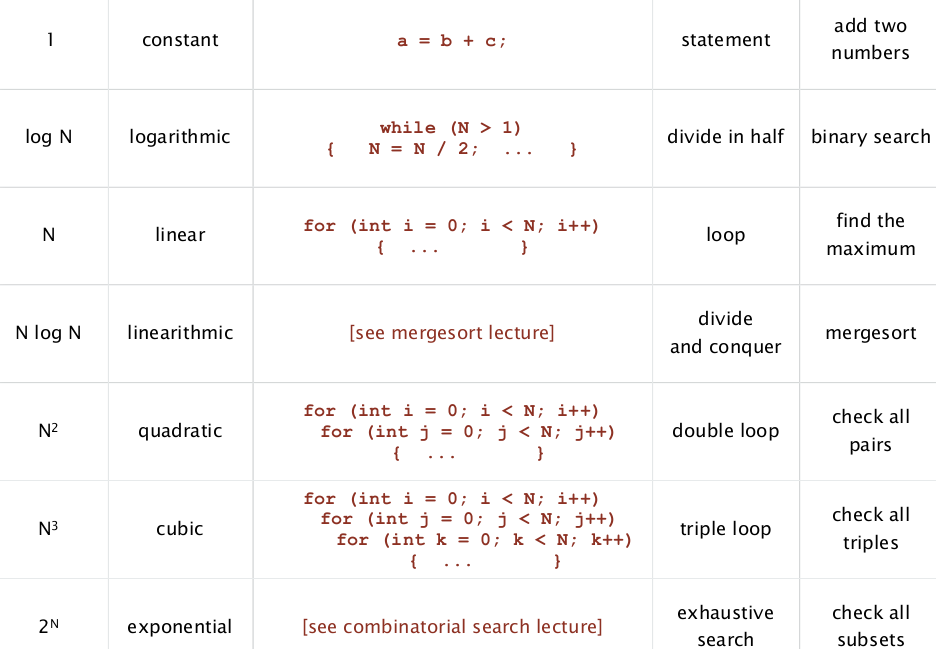 1
constant
a = b + c;
statement
add two
numbers
log N
logarithmic
while (N > 1)
{   N = N / 2;  ...   }
divide in half
binary search
N
linear
for (int i = 0; i < N; i++)
{  ...         }
loop
find the
maximum
N log N
linearithmic
[see mergesort lecture]
divide
and conquer
mergesort
N²
quadratic
for (int i = 0; i < N; i++)
for (int j = 0; j < N; j++)
{  ...         }
double loop
check all
pairs
N³
cubic
for (int i = 0; i < N; i++)
for (int j = 0; j < N; j++)
for (int k = 0; k < N; k++)
{  ...         }
triple loop
check all
triples
2ᴺ
exponential
[see combinatorial search lecture]
exhaustive
search
check all
subsets